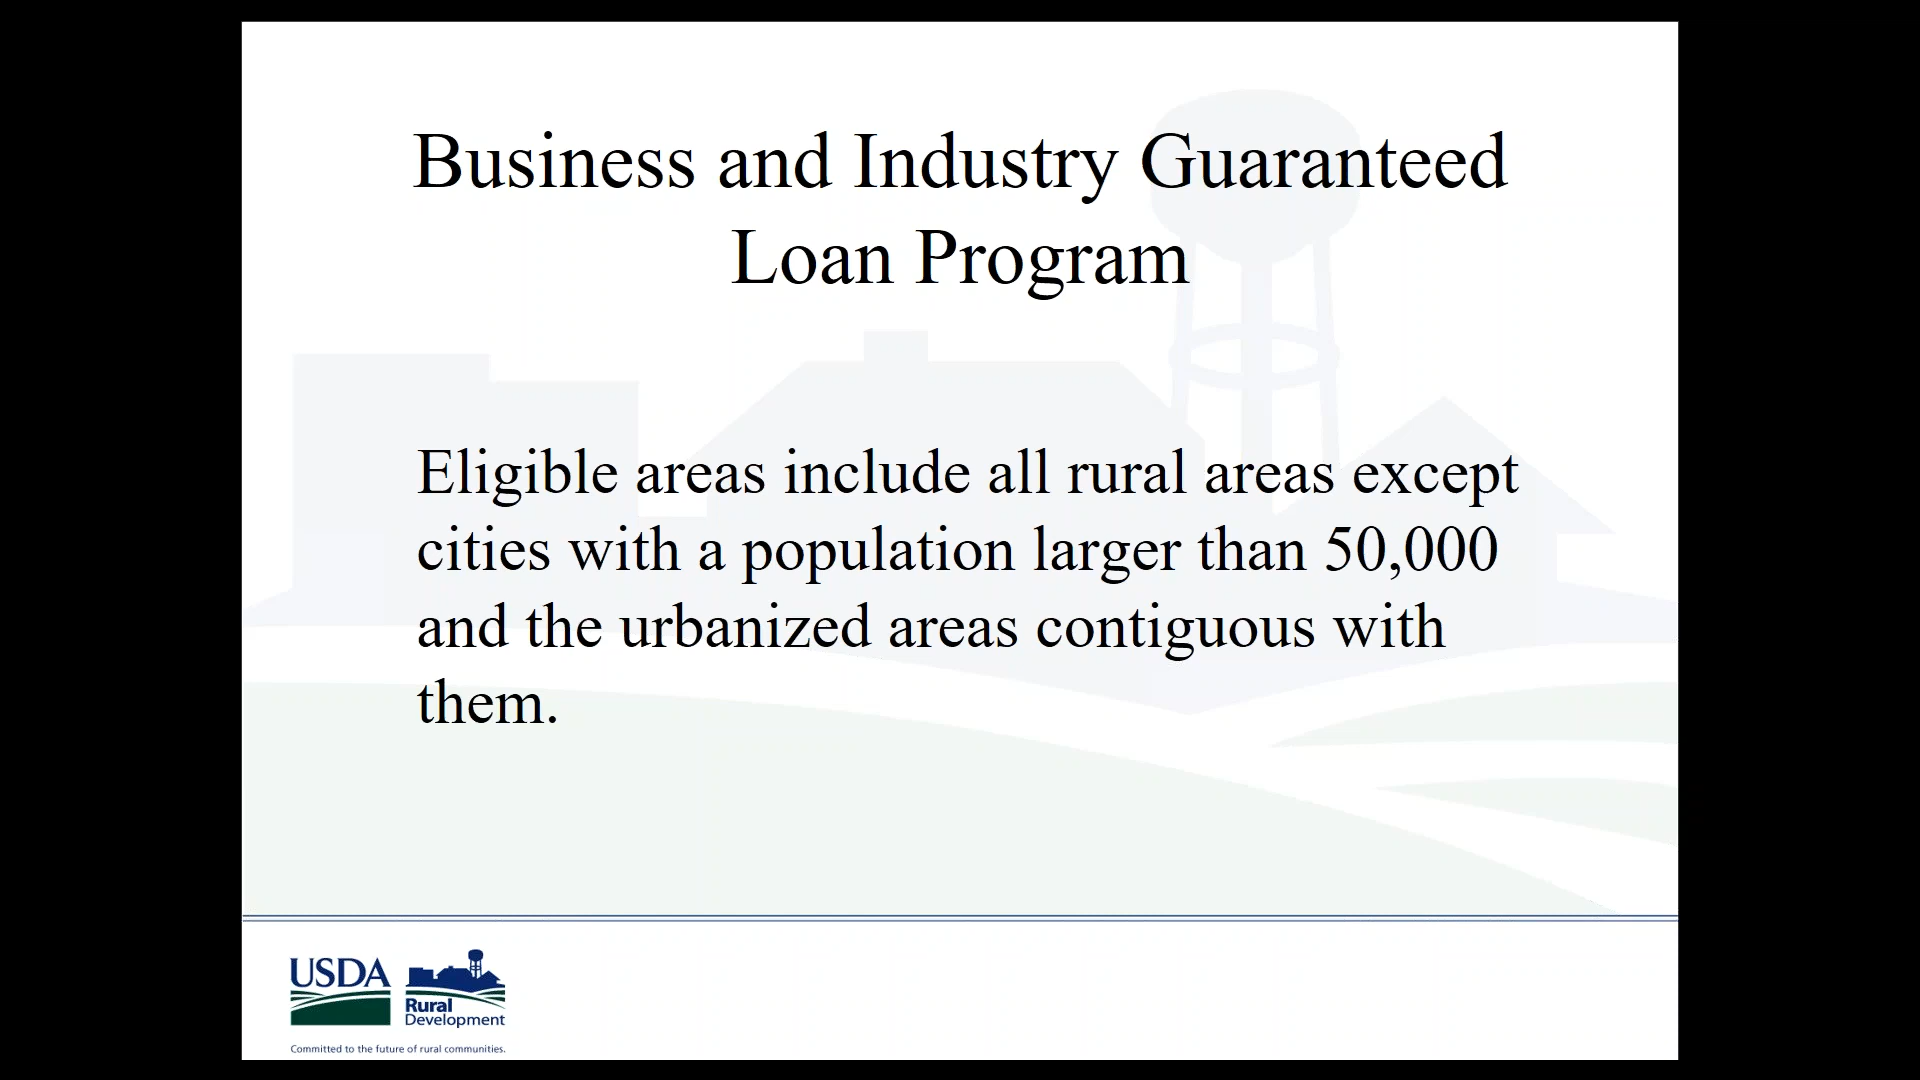 Business and Industry Guaranteed
Loan Program
Eligible areas include all rural areas except
cities with a population larger than 50,000
and the urbanized areas contiguous with
them.
USDA
Rural
Development
Committed to the future of rural communities.